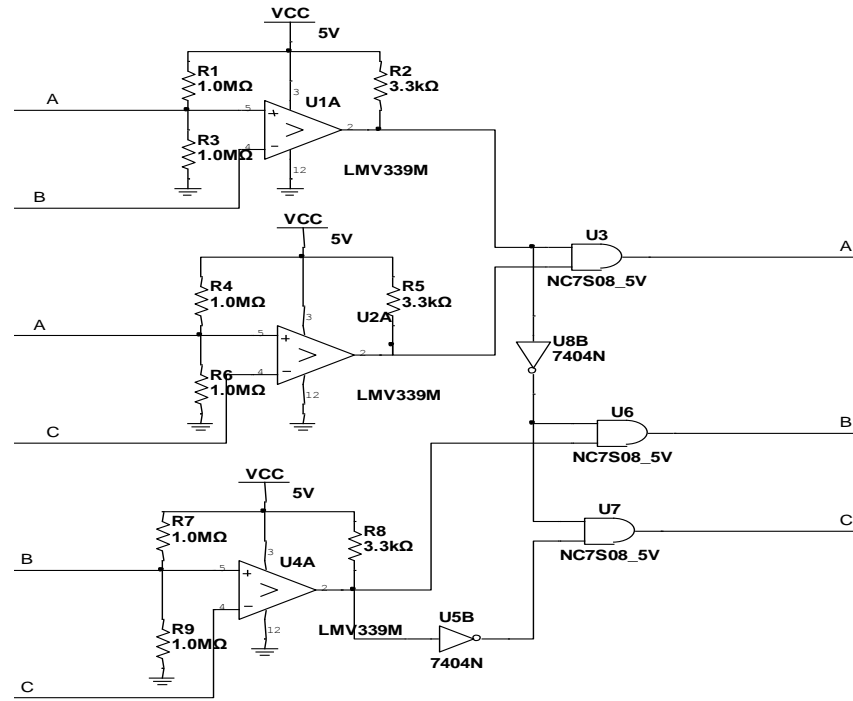 VCC
5V
R1
1.0MΩ
R2
3.3kΩ
A
3
U1A
5
2
R3
1.0MΩ
4
12
LMV339M
B
VCC
5V
U3
A
NC7S08_5V
R4
1.0MΩ
R5
3.3kΩ
3
U2A
A
5
2
U8B
7404N
R6
1.0MΩ
4
12
LMV339M
U6
C
B
NC7S08_5V
VCC
5V
R7
1.0MΩ
R8
3.3kΩ
U7
C
NC7S08_5V
3
U4A
B
5
2
R9
1.0MΩ
4
12
LMV339M
U5B
7404N
C